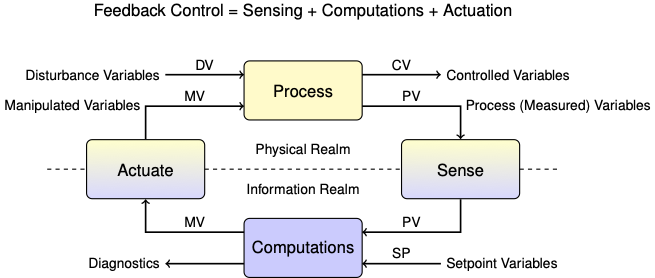 Feedback Control = Sensing + Computations + Actuation
Disturbance Variables
DV
CV
Controlled Variables
Process
Manipulated Variables
MV
PV
Process (Measured) Variables
Physical Realm
Actuate
Sense
Information Realm
MV
PV
Computations
Diagnostics
SP
Setpoint Variables